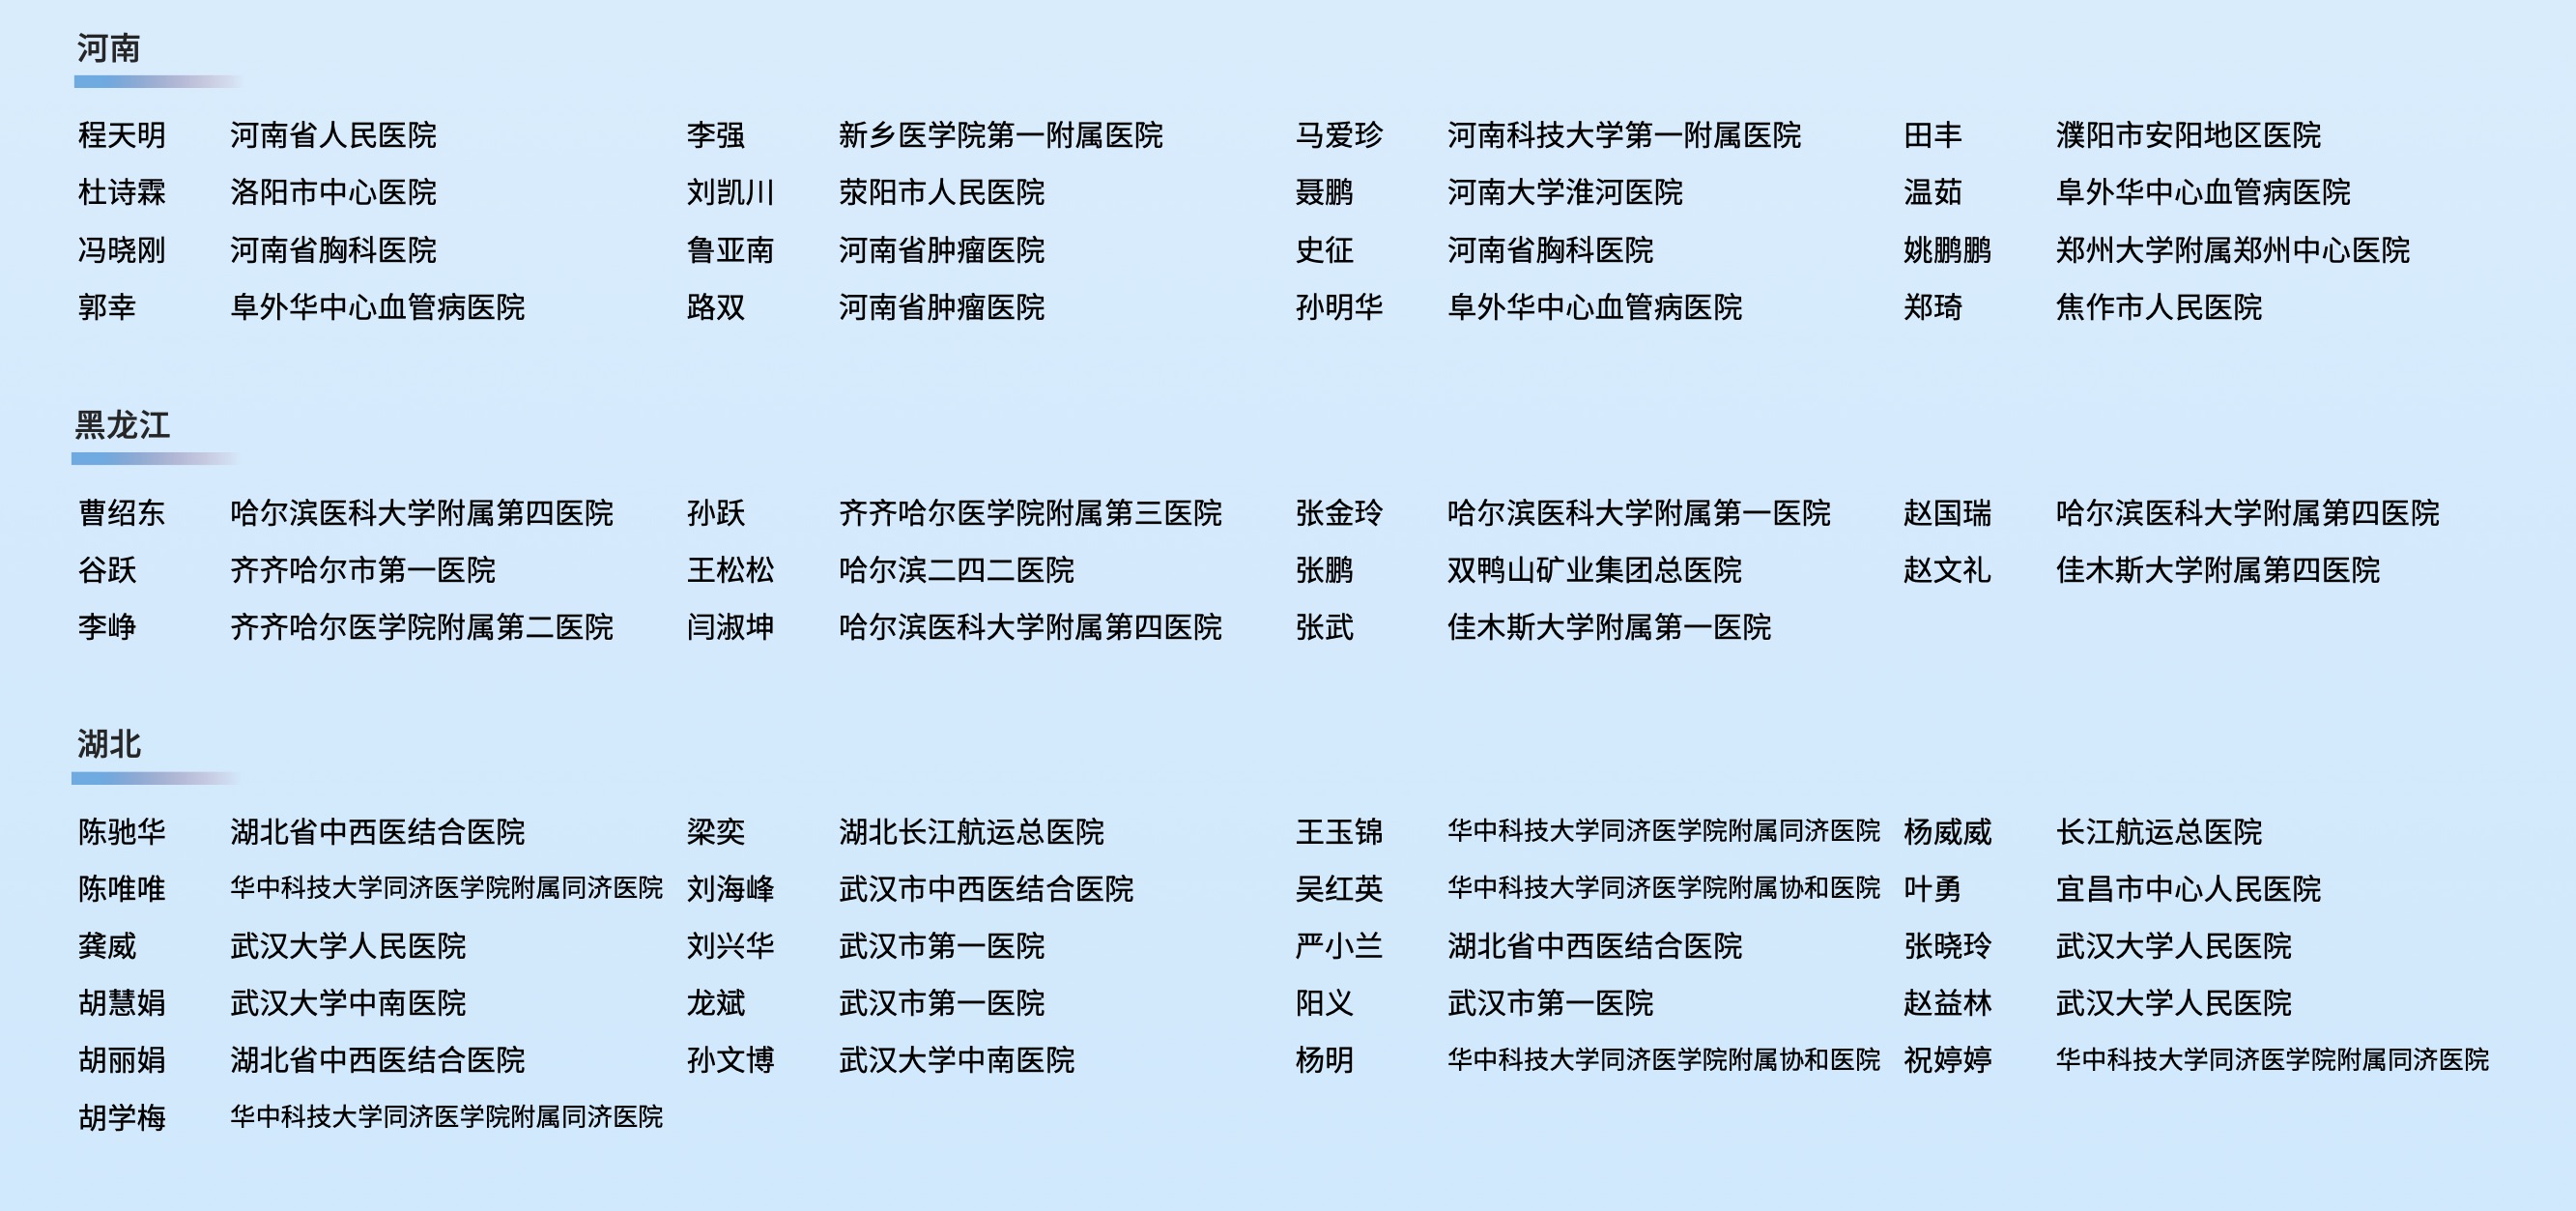 河南
程天明 河南省人民医院 李强 新乡医学院第一附属医院 马爱珍 河南科技大学第一附属医院 田丰 濮阳市安阳地区医院
杜诗霖 洛阳市中心医院 刘凯川 荥阳市人民医院 聂鹏 河南大学淮河医院 温茹 阜外华中心血管病医院
冯晓刚 河南省胸科医院 鲁亚南 河南省肿瘤医院 史征 河南省胸科医院 姚鹏鹏 郑州大学附属郑州中心医院
郭幸 阜外华中心血管病医院 路双 河南省肿瘤医院 孙明华 阜外华中心血管病医院 郑琦 焦作市人民医院
黑龙江
曹绍东 哈尔滨医科大学附属第四医院 孙跃 齐齐哈尔医学院附属第三医院 张金玲 哈尔滨医科大学附属第一医院 赵国瑞 哈尔滨医科大学附属第四医院
谷跃 齐齐哈尔市第一医院 王松松 哈尔滨二四二医院 张鹏 双鸭山矿业集团总医院 赵文礼 佳木斯大学附属第四医院
李峥 齐齐哈尔医学院附属第二医院 闫淑坤 哈尔滨医科大学附属第四医院 张武 佳木斯大学附属第一医院
湖北
陈驰华 湖北省中西医结合医院 梁奕 湖北长江航运总医院 王玉锦 华中科技大学同济医学院附属同济医院 杨威威 长江航运总医院
陈唯唯 华中科技大学同济医学院附属同济医院 刘海峰 武汉市中西医结合医院 吴红英 华中科技大学同济医学院附属协和医院 叶勇 宜昌市中心人民医院
龚威 武汉大学人民医院 刘兴华 武汉市第一医院 严小兰 湖北省中西医结合医院 张晓玲 武汉大学人民医院
胡慧娟 武汉大学中南医院 龙斌 武汉市第一医院 阳义 武汉市第一医院 赵益林 武汉大学人民医院
胡丽娟 湖北省中西医结合医院 孙文博 武汉大学中南医院 杨明 华中科技大学同济医学院附属协和医院 祝婷婷 华中科技大学同济医学院附属同济医院
胡学梅 华中科技大学同济医学院附属同济医院